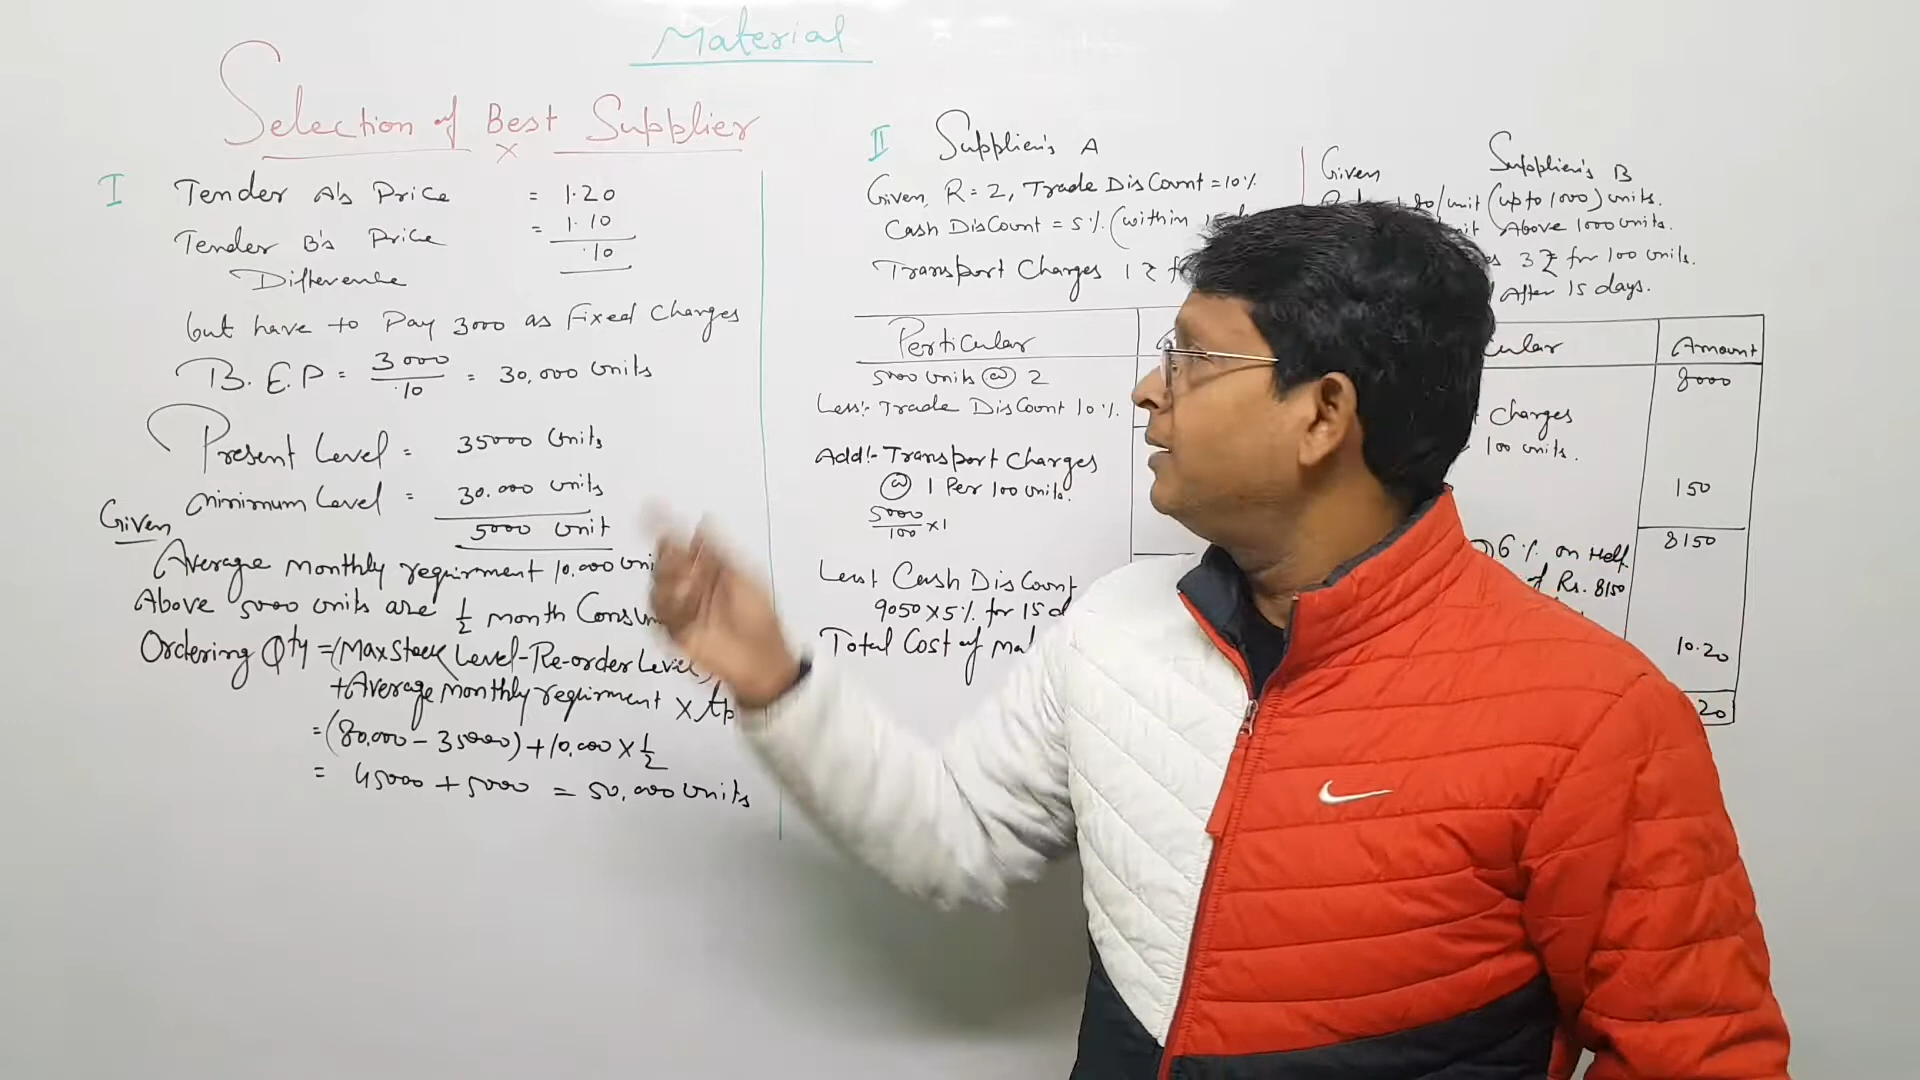 Material
Selection of Best Supplier
x
I Tender A's Price = 1.20
Tender B's Price = 1.10
Difference .10
but have to Pay 3000 as Fixed Charges
B.E.P = 3000 / .10 = 30,000 units
Present Level = 35000 Units
Minimum Level = 30.000 units
5000 Unit
Given
Average monthly requirment 10,000
Above 5000 units are 1/2 month
Ordering Qty = (Max Stock Level - Re-order Level
+ Average monthly requirment X
= (80,000 - 35000) + 10,000 X 1/2
= 45000 + 5000 = 50,000 units
II Supplier's A
Given, R = 2, Trade DisCount = 10%
Cash DisCount = 5% (within
Transport Charges 1₹
Perticular
5000 units @ 2
Less:- Trade DisCount 10%.
Add:- Transport Charges
@ 1 Per 100 units.
5000 / 100 x 1
Cash DisCount
9050 X 5% for 15
Total Cost of
Given Supplier's B
/unit (up to 1000) units.
Above 1000 units.
3 ₹ for 100 units.
After 15 days.
Amount
8000
Charges
100 units.
150
8150
6% on Half
Rs. 8150
10.20
20